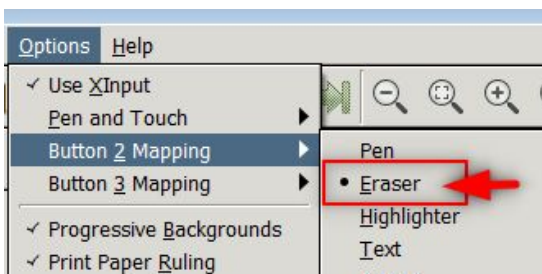 Options Help
Use XInput
Pen and Touch
Button 2 Mapping
Button 3 Mapping
Progressive Backgrounds
Print Paper Ruling
Pen
Eraser
Highlighter
Text